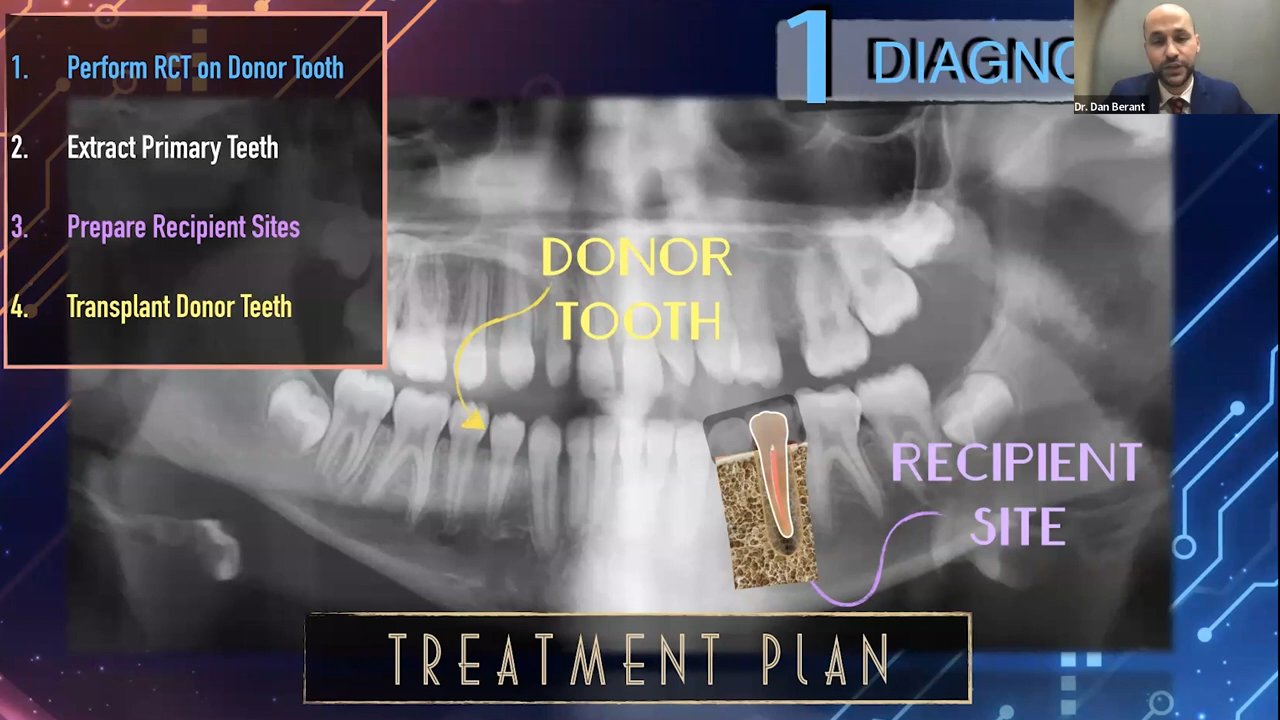 1. Perform RCT on Donor Tooth
2. Extract Primary Teeth
3. Prepare Recipient Sites
4. Transplant Donor Teeth
1 DIAGNO
Dr. Dan Berant
DONOR
TOOTH
RECIPIENT
SITE
TREATMENT PLAN